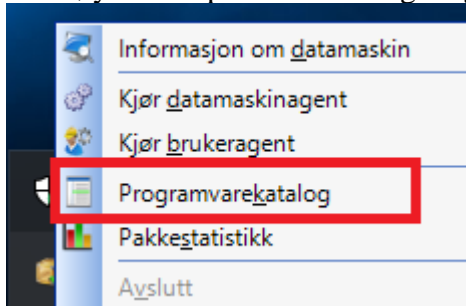 Informasjon om datamaskin
Kjør datamaskinagent
Kjør brukeragent
Programvarekatalog
Pakkestatistikk
Avslutt